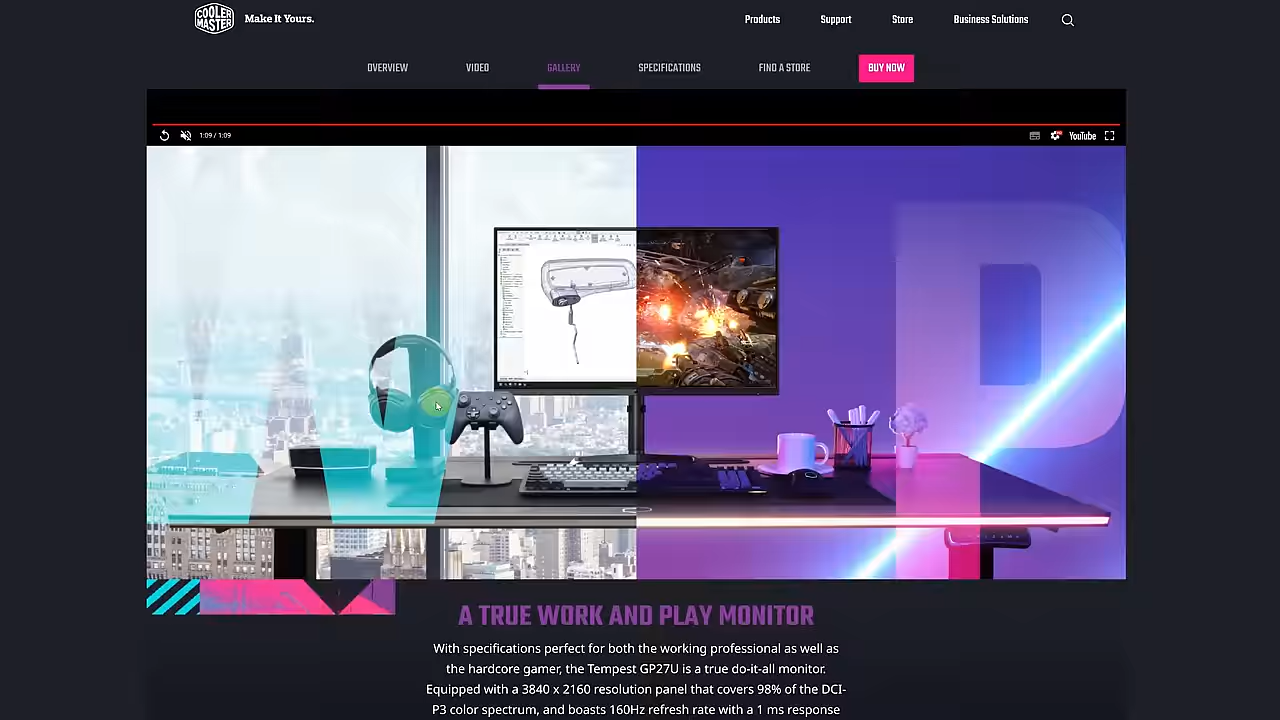 COOLER MASTER
Make It Yours.
Products
Support
Store
Business Solutions
OVERVIEW
VIDEO
GALLERY
SPECIFICATIONS
FIND A STORE
BUY NOW
1:09 / 1:09
YouTube
A TRUE WORK AND PLAY MONITOR
With specifications perfect for both the working professional as well as
the hardcore gamer, the Tempest GP27U is a true do-it-all monitor.
Equipped with a 3840 x 2160 resolution panel that covers 98% of the DCI-
P3 color spectrum, and boasts 160Hz refresh rate with a 1 ms response